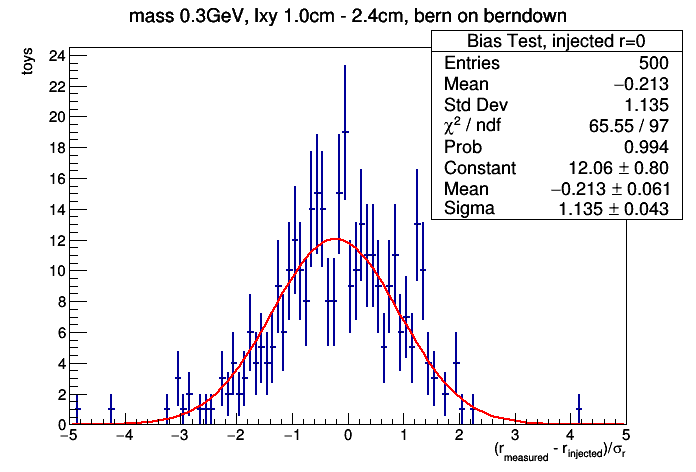 mass 0.3GeV, lxy 1.0cm - 2.4cm, bern on berndown
Bias Test, injected r=0
Entries 500
Mean −0.213
Std Dev 1.135
χ² / ndf 65.55 / 97
Prob 0.994
Constant 12.06 ± 0.80
Mean −0.213 ± 0.061
Sigma 1.135 ± 0.043
toys
24
22
20
18
16
14
12
10
8
6
4
2
0
−5 −4 −3 −2 −1 0 1 2 3 4 5
(r_measured - r_injected)/σ_r